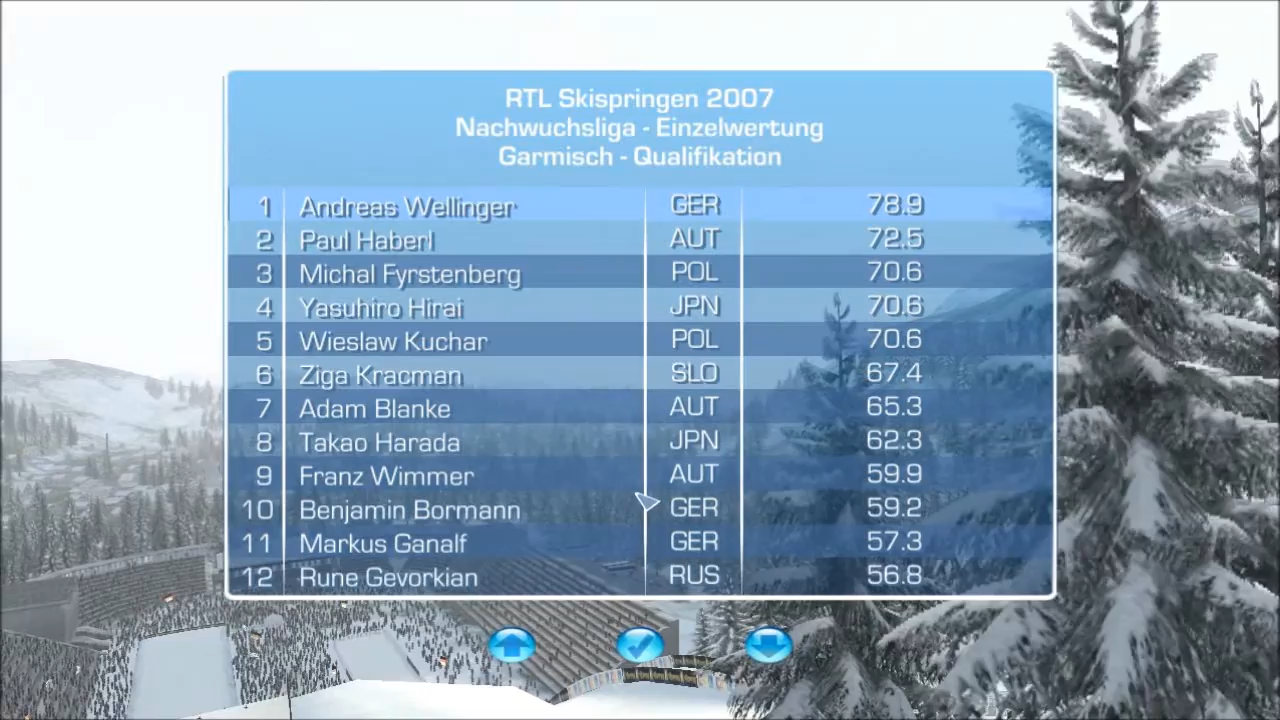 RTL Skispringen 2007
Nachwuchsliga - Einzelwertung
Garmisch - Qualifikation
1 Andreas Wellinger GER 78.9
2 Paul Haberl AUT 72.5
3 Michal Fyrstenberg POL 70.6
4 Yasuhiro Hirai JPN 70.6
5 Wieslaw Kuchar POL 70.6
6 Ziga Kracman SLO 67.4
7 Adam Blanke AUT 65.3
8 Takao Harada JPN 62.3
9 Franz Wimmer AUT 59.9
10 Benjamin Bormann GER 59.2
11 Markus Ganalf GER 57.3
12 Rune Gevorkian RUS 56.8